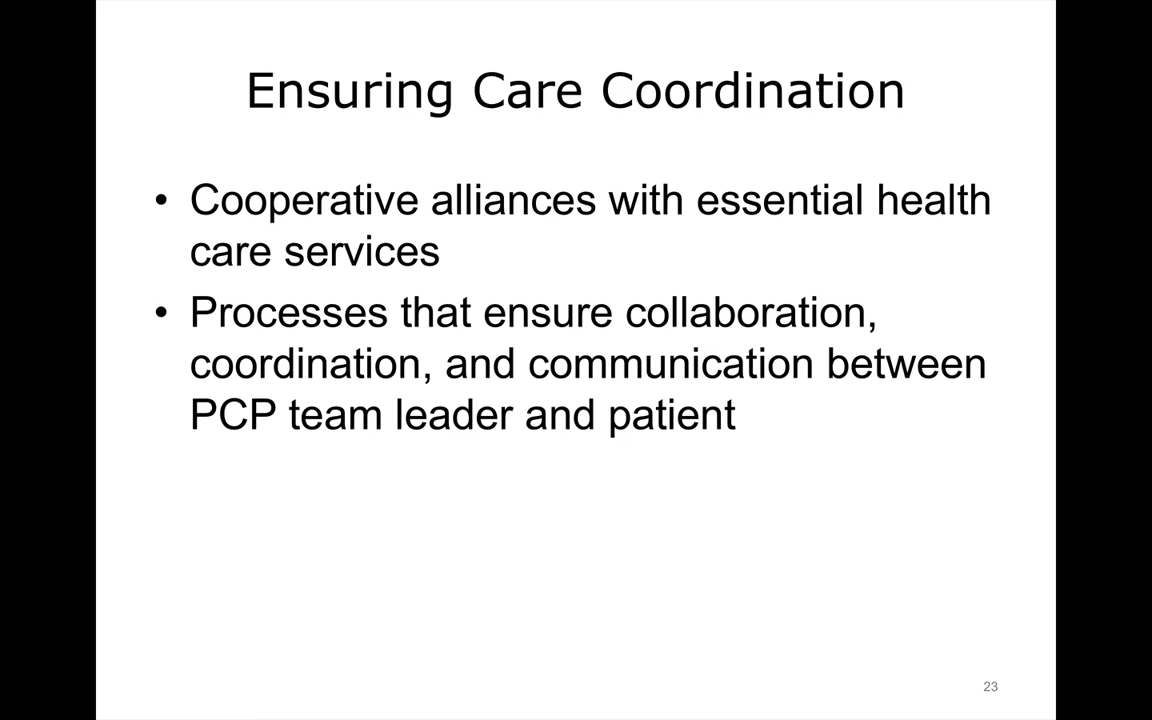 Ensuring Care Coordination
• Cooperative alliances with essential health
care services
• Processes that ensure collaboration,
coordination, and communication between
PCP team leader and patient
23